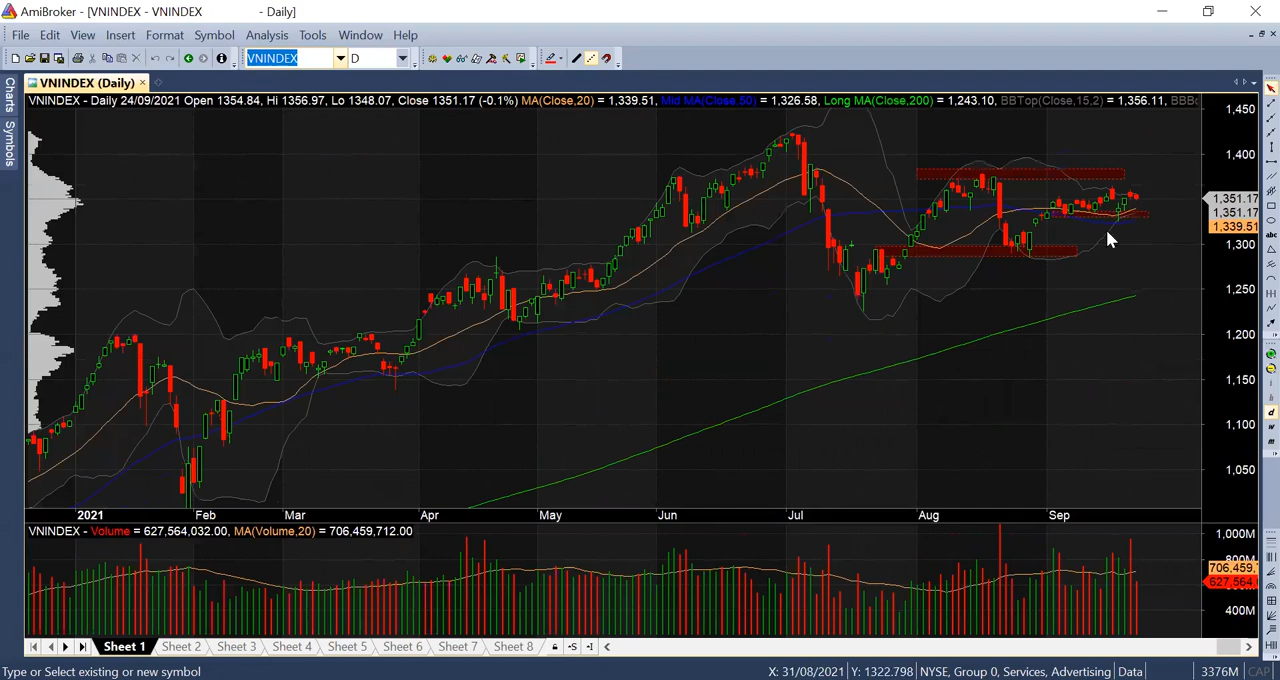 AmiBroker - [VNINDEX - VNINDEX - Daily]
File Edit View Insert Format Symbol Analysis Tools Window Help
VNINDEX D
VNINDEX (Daily)
Charts
Symbols
VNINDEX - Daily 24/09/2021 Open 1354.84, Hi 1356.97, Lo 1348.07, Close 1351.17 (-0.1%) MA(Close,20) = 1,339.51, Mid MA(Close,50) = 1,326.58, Long MA(Close,200) = 1,243.10, BBTop(Close,15,2) = 1,356.11,
1,450
1,400
1,351.17
1,351.17
1,339.51
1,300
1,250
1,200
1,150
1,100
1,050
2021 Feb Mar Apr May Jun Jul Aug Sep
VNINDEX - Volume = 627,564,032.00, MA(Volume,20) = 706,459,712.00
1,000M
800M
706,459,
627,564,
400M
Sheet 1 Sheet 2 Sheet 3 Sheet 4 Sheet 5 Sheet 6 Sheet 7 Sheet 8
Type or Select existing or new symbol X: 31/08/2021 Y: 1322.798 NYSE, Group 0, Services, Advertising Data 3376M CAP
abc
d
w
m